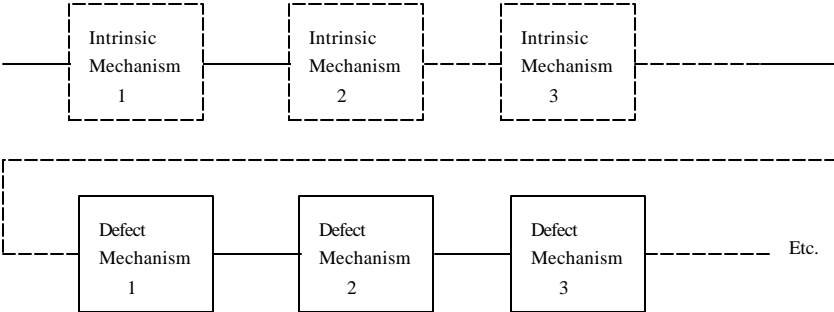 Intrinsic
Mechanism
1
Intrinsic
Mechanism
2
Intrinsic
Mechanism
3
Defect
Mechanism
1
Defect
Mechanism
2
Defect
Mechanism
3
Etc.